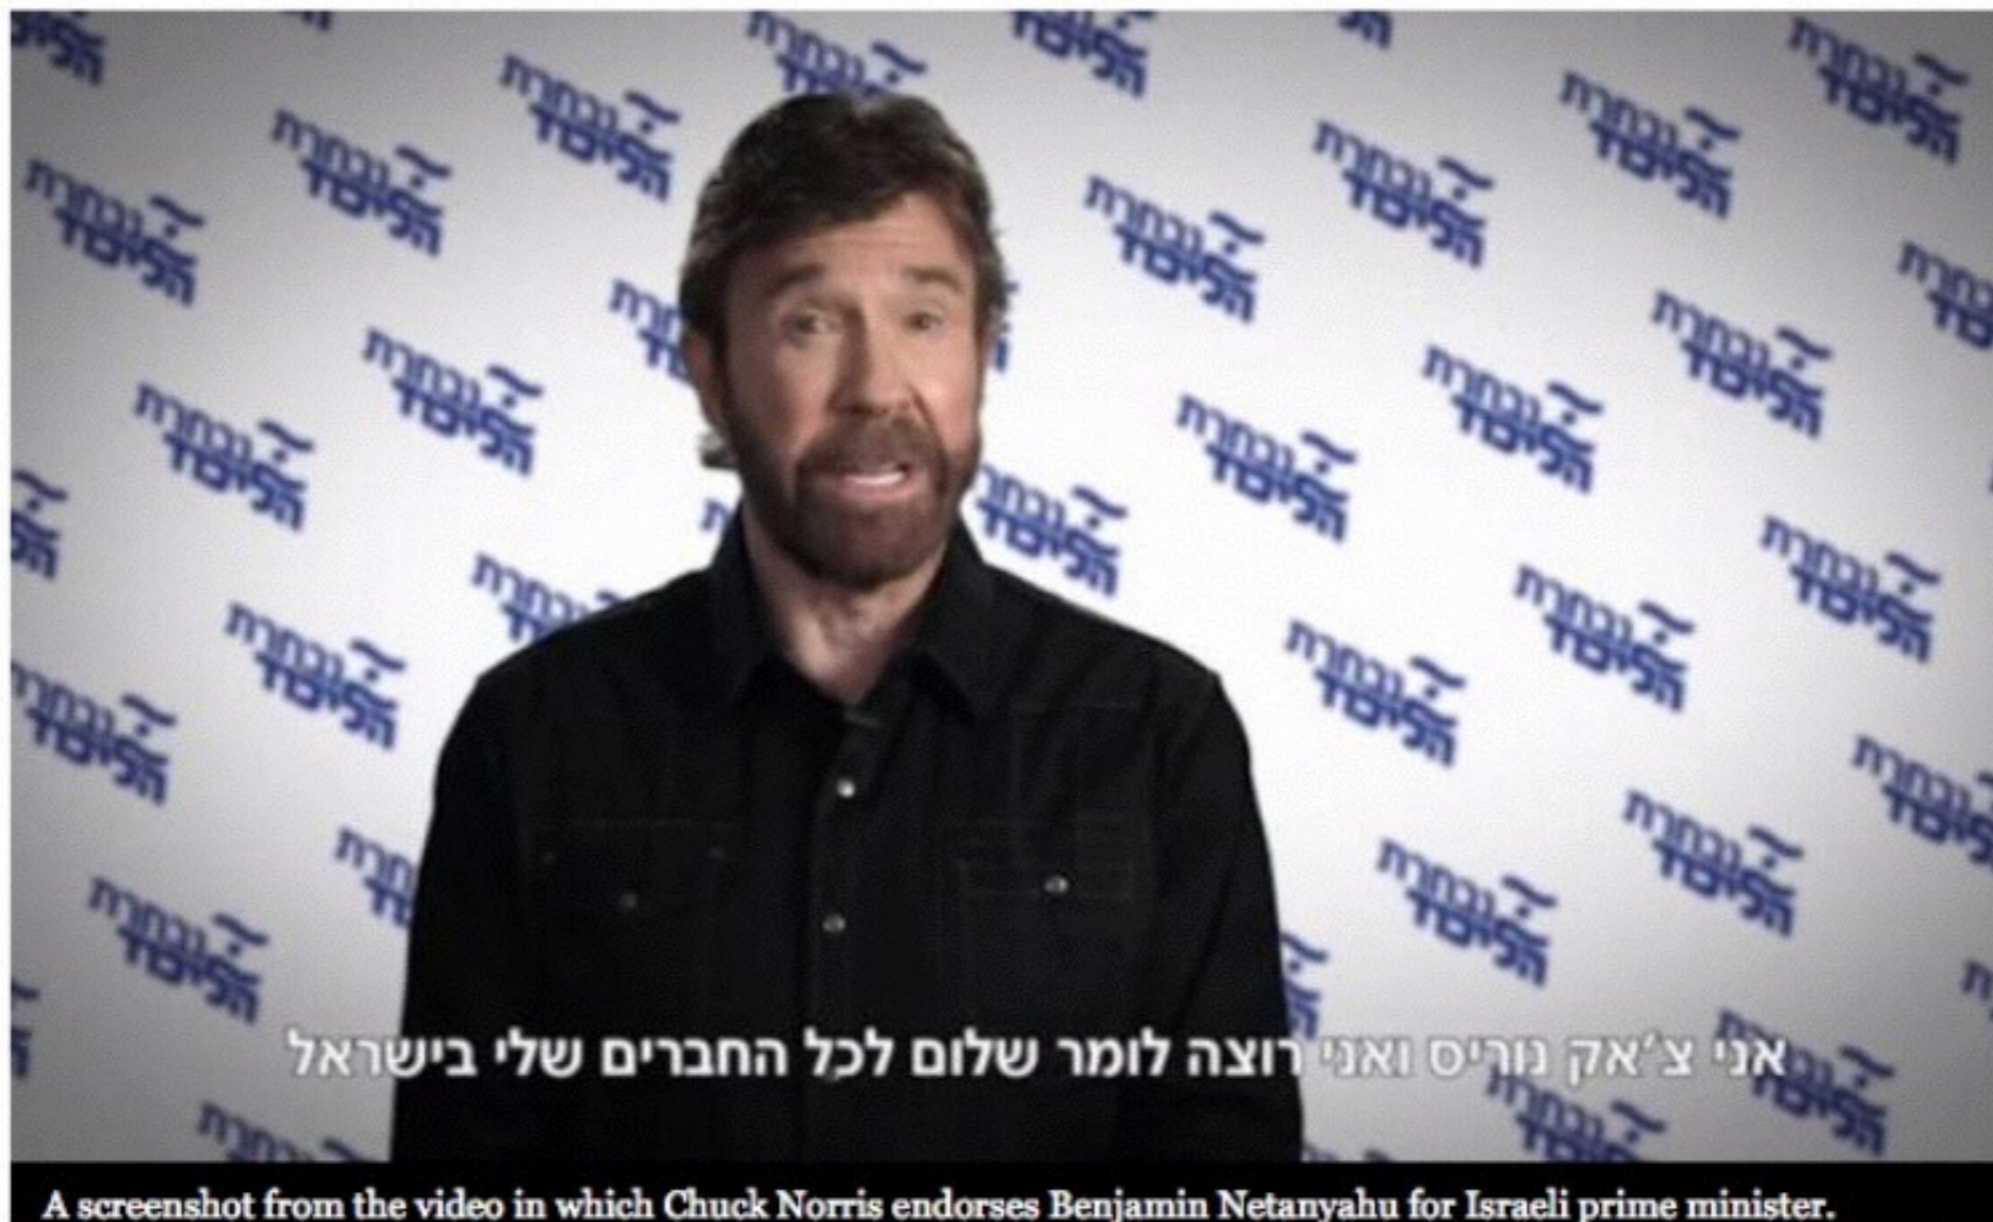 נבחרת
הליכוד
אני צ'אק נוריס ואני רוצה לומר שלום לכל החברים שלי בישראל
A screenshot from the video in which Chuck Norris endorses Benjamin Netanyahu for Israeli prime minister.